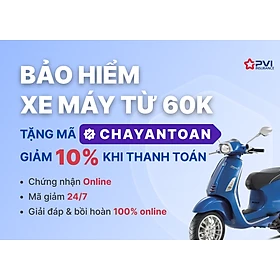 PVI
INSURANCE
BẢO HIỂM
XE MÁY TỪ 60K
TẶNG MÃ CHAYANTOAN
GIẢM 10% KHI THANH TOÁN
• Chứng nhận Online
• Mã giảm 24/7
• Giải đáp & bồi hoàn 100% online